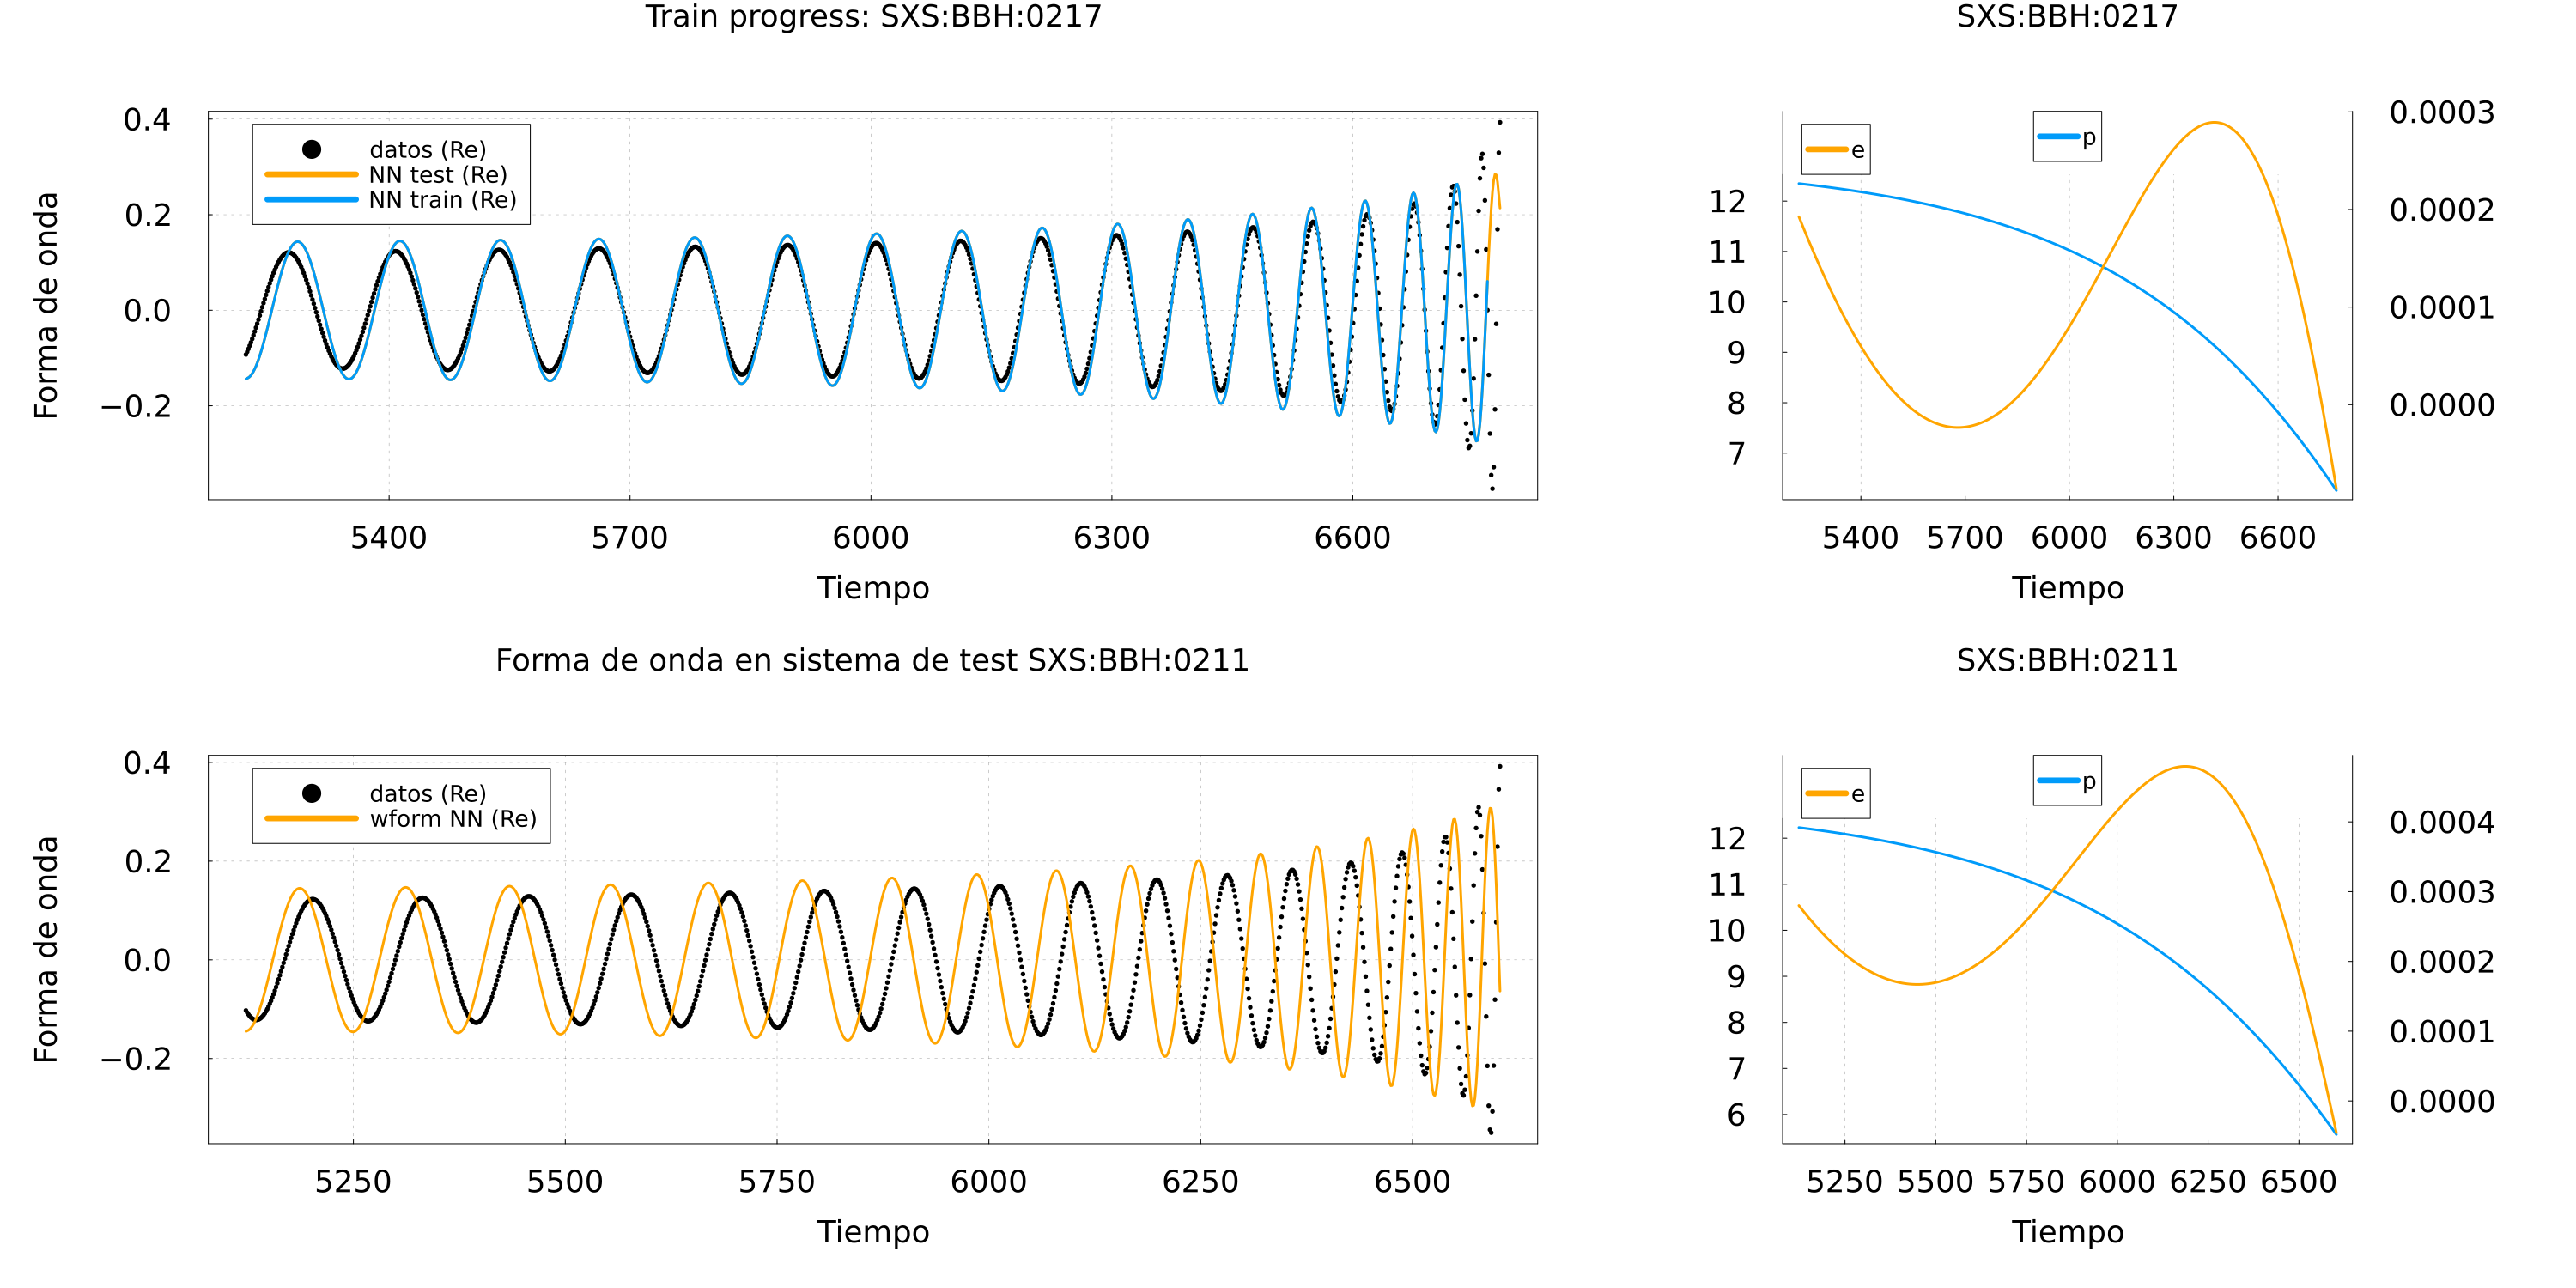 Train progress: SXS:BBH:0217
Forma de onda
0.4
0.2
0.0
−0.2
datos (Re)
NN test (Re)
NN train (Re)
5400 5700 6000 6300 6600
Tiempo
SXS:BBH:0217
12
11
10
9
8
7
e
p
0.0003
0.0002
0.0001
0.0000
5400 5700 6000 6300 6600
Tiempo
Forma de onda en sistema de test SXS:BBH:0211
Forma de onda
0.4
0.2
0.0
−0.2
datos (Re)
wform NN (Re)
5250 5500 5750 6000 6250 6500
Tiempo
SXS:BBH:0211
12
11
10
9
8
7
6
e
p
0.0004
0.0003
0.0002
0.0001
0.0000
5250 5500 5750 6000 6250 6500
Tiempo